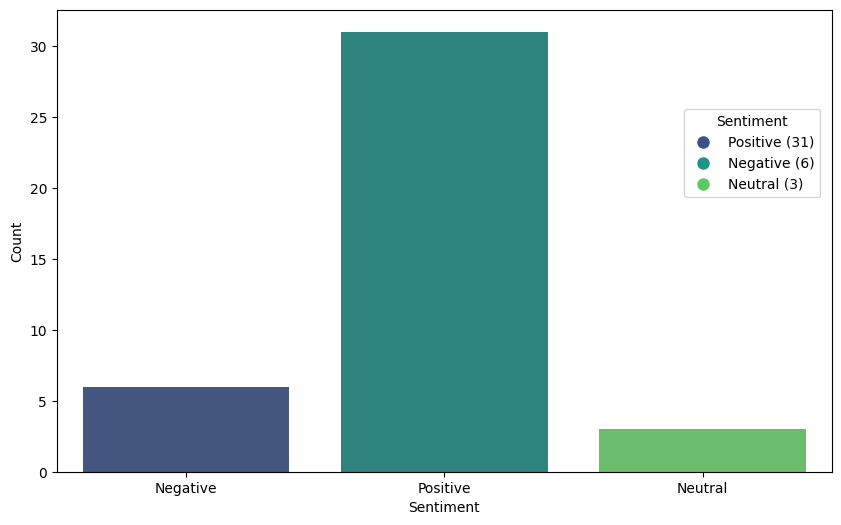 30
25
20
15
10
5
0
Count
Sentiment
Positive (31)
Negative (6)
Neutral (3)
Negative Positive Neutral
Sentiment